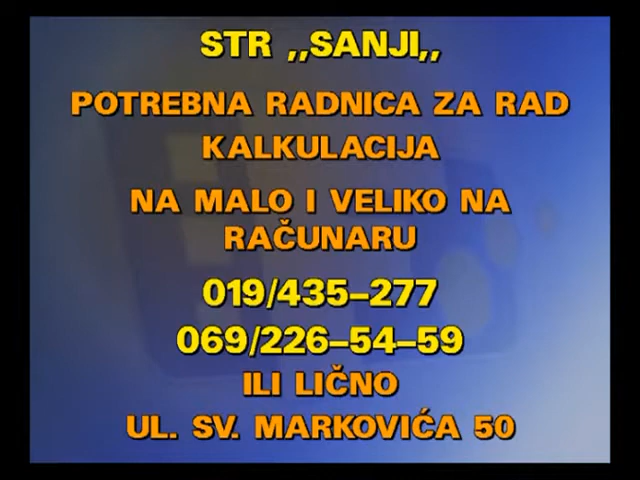 STR ,,SANJI,,
POTREBNA RADNICA ZA RAD
KALKULACIJA
NA MALO I VELIKO NA
RAČUNARU
019/435–277
069/226–54–59
ILI LIČNO
UL. SV. MARKOVIĆA 50